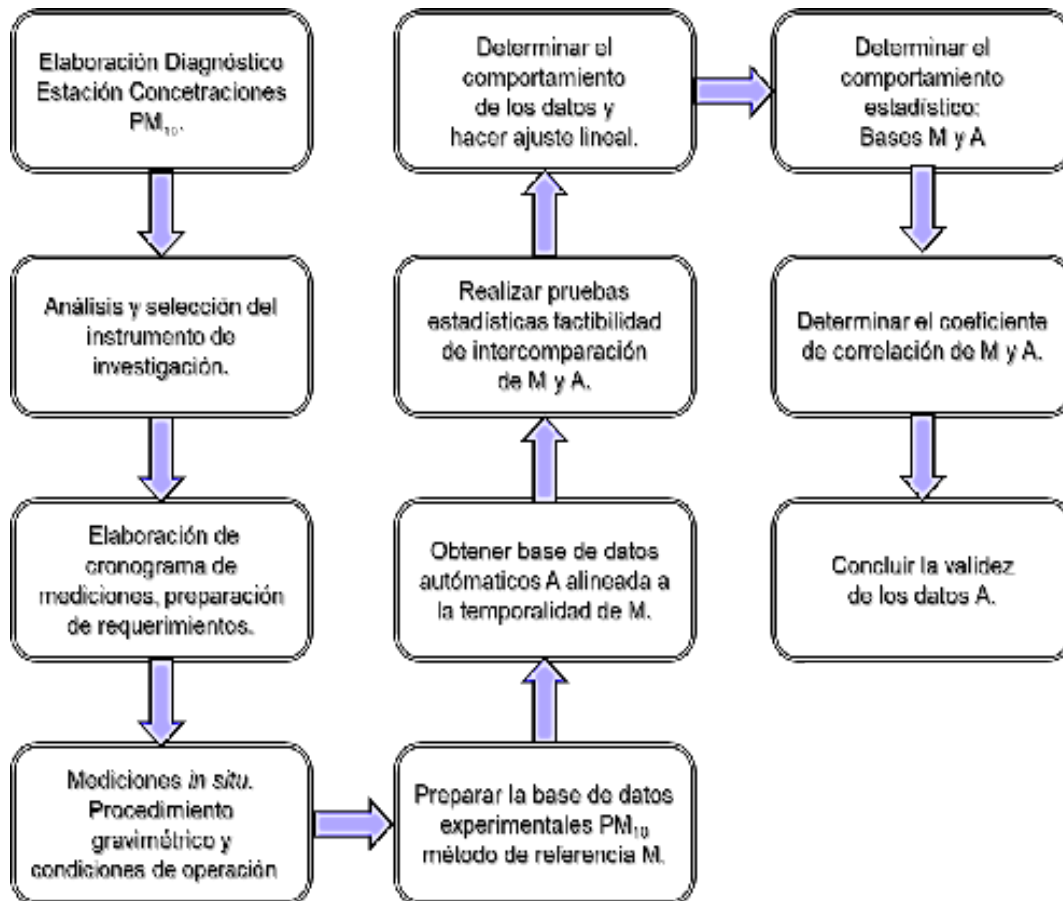 Elaboración Diagnóstico
Estación Concetraciones
PM₁₀.
Análisis y selección del
instrumento de
investigación.
Elaboración de
cronograma de
mediciones, preparación
de requerimientos.
Mediciones in situ.
Procedimiento
gravimétrico y
condiciones de operación
Preparar la base de datos
experimentales PM₁₀
método de referencia M.
Obtener base de datos
autómaticos A alineada a
la temporalidad de M.
Realizar pruebas
estadísticas factibilidad
de intercomparación
de M y A.
Determinar el
comportamiento
de los datos y
hacer ajuste lineal.
Determinar el
comportamiento
estadístico:
Bases M y A
Determinar el coeficiente
de correlación de M y A.
Concluir la validez
de los datos A.